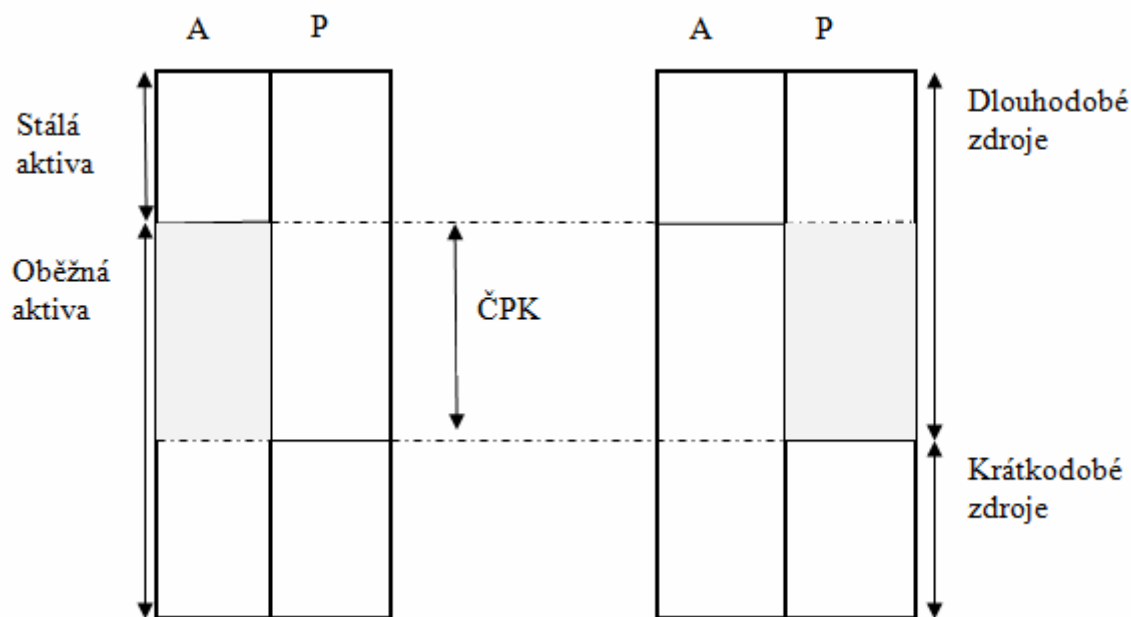 A P A P
Stálá
aktiva
Dlouhodobé
zdroje
Oběžná
aktiva
ČPK
Krátkodobé
zdroje